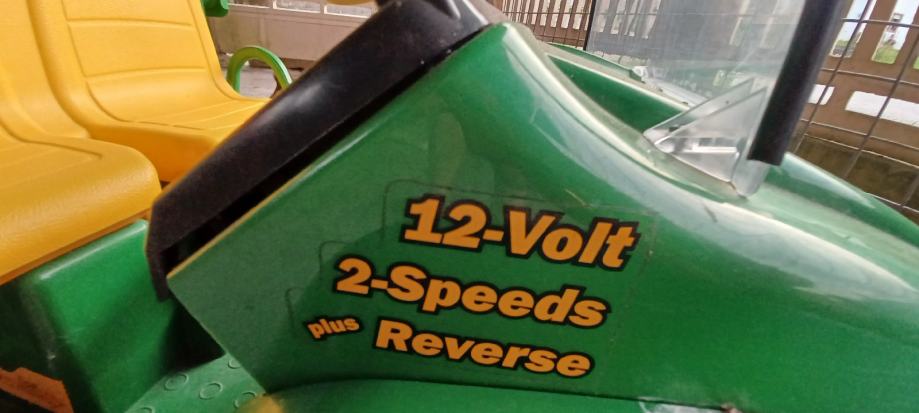 12-Volt
2-Speeds
plus Reverse